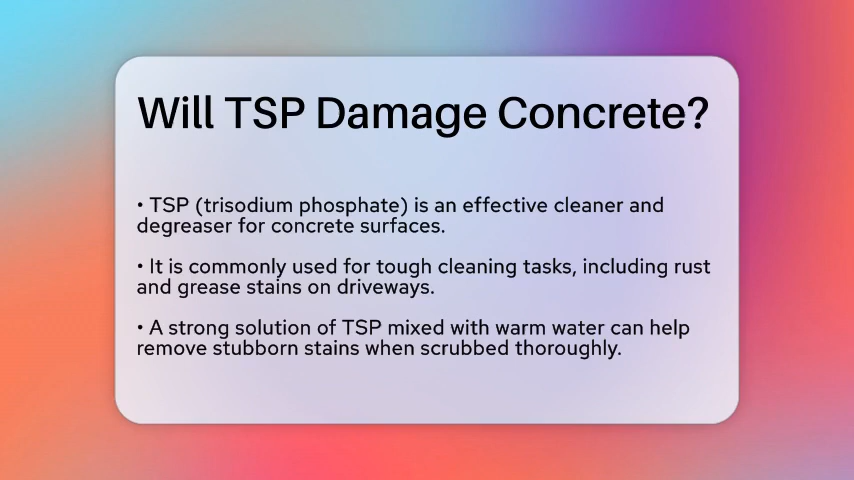 Will TSP Damage Concrete?
• TSP (trisodium phosphate) is an effective cleaner and
degreaser for concrete surfaces.
• It is commonly used for tough cleaning tasks, including rust
and grease stains on driveways.
• A strong solution of TSP mixed with warm water can help
remove stubborn stains when scrubbed thoroughly.